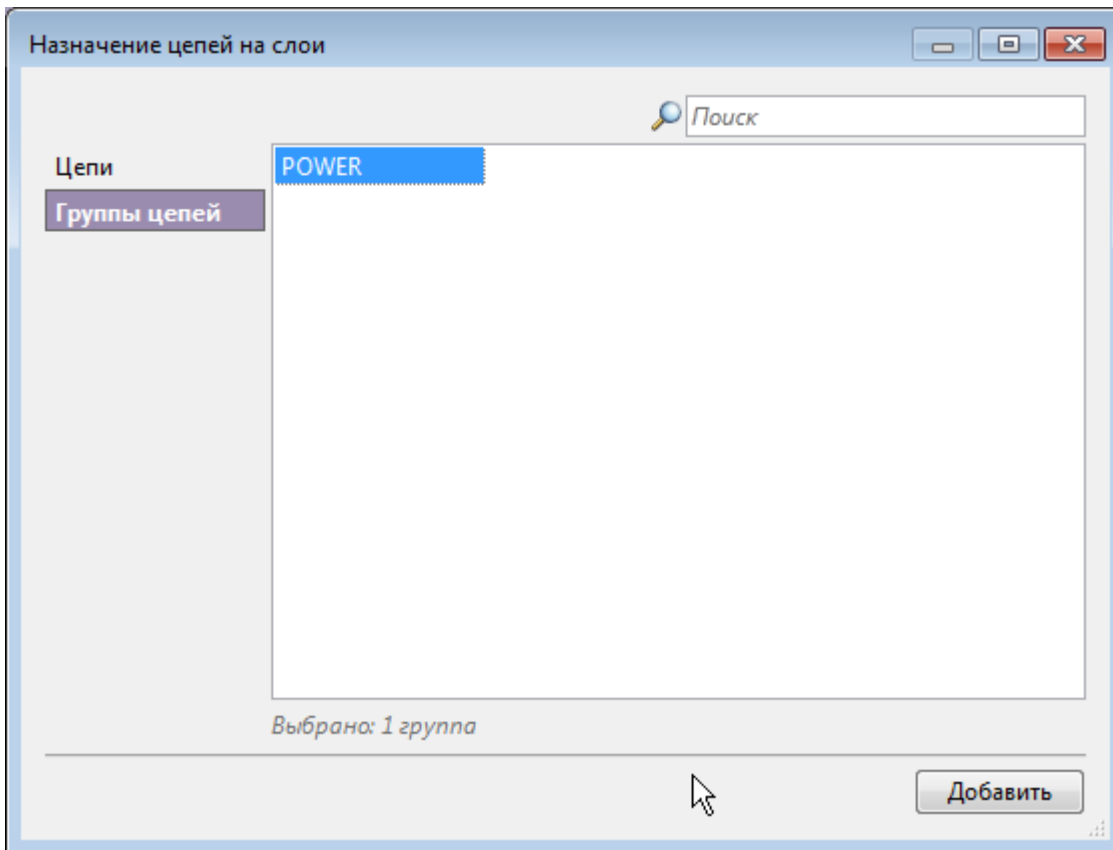 Назначение цепей на слои
Поиск
Цепи
POWER
Группы цепей
Выбрано: 1 группа
Добавить